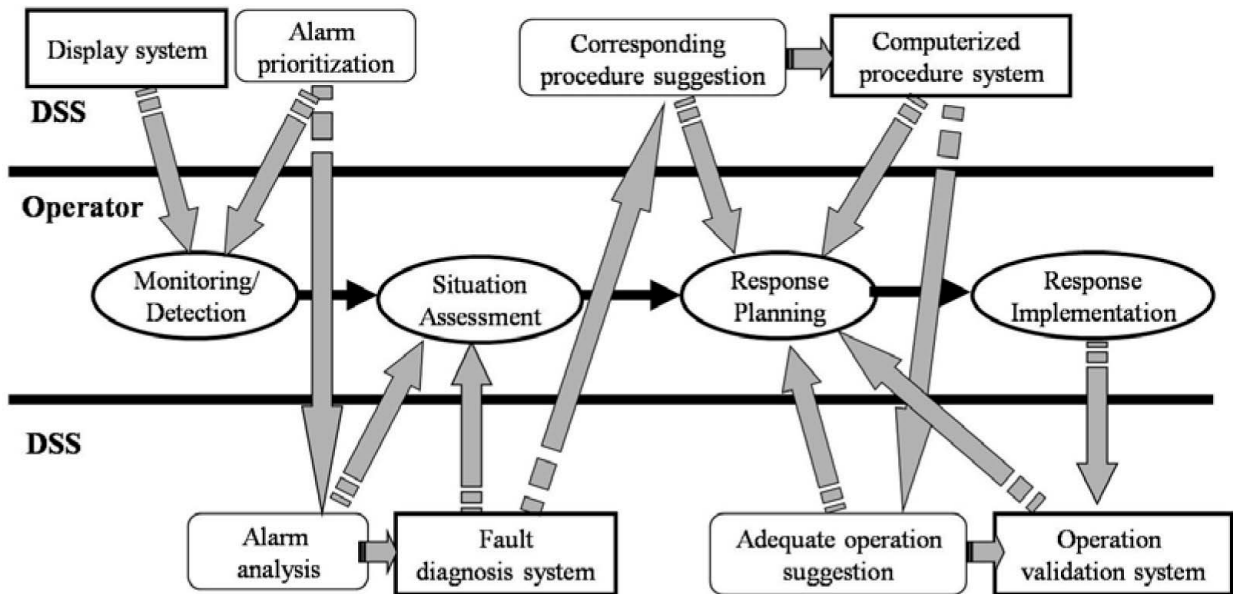 Display system
Alarm
prioritization
Corresponding
procedure suggestion
Computerized
procedure system
DSS
Operator
Monitoring/
Detection
Situation
Assessment
Response
Planning
Response
Implementation
DSS
Alarm
analysis
Fault
diagnosis system
Adequate operation
suggestion
Operation
validation system